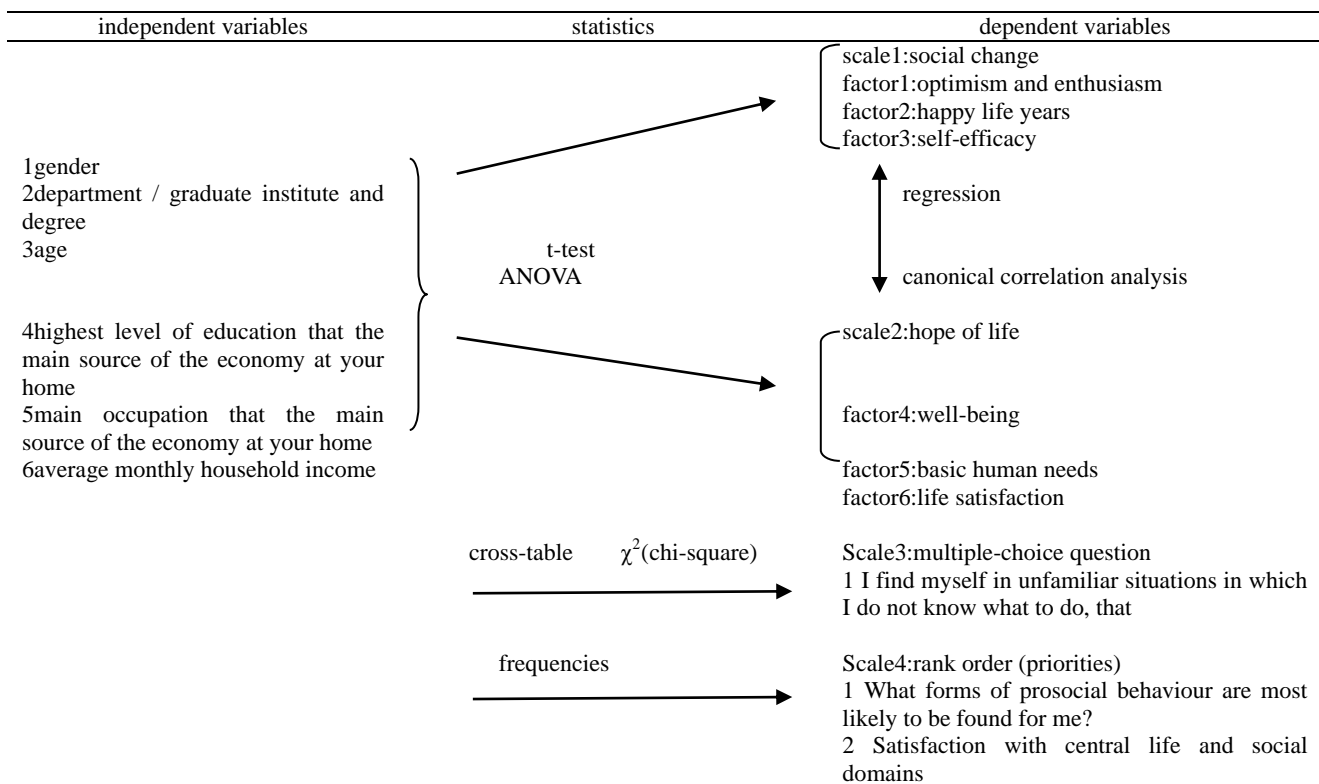 independent variables statistics dependent variables
scale1:social change
factor1:optimism and enthusiasm
factor2:happy life years
factor3:self-efficacy
1gender
2department / graduate institute and
degree
3age
regression
t-test
ANOVA
canonical correlation analysis
4highest level of education that the
main source of the economy at your
home
5main occupation that the main
source of the economy at your home
6average monthly household income
scale2:hope of life
factor4:well-being
factor5:basic human needs
factor6:life satisfaction
cross-table χ²(chi-square)
Scale3:multiple-choice question
1 I find myself in unfamiliar situations in which
I do not know what to do, that
frequencies
Scale4:rank order (priorities)
1 What forms of prosocial behaviour are most
likely to be found for me?
2 Satisfaction with central life and social
domains